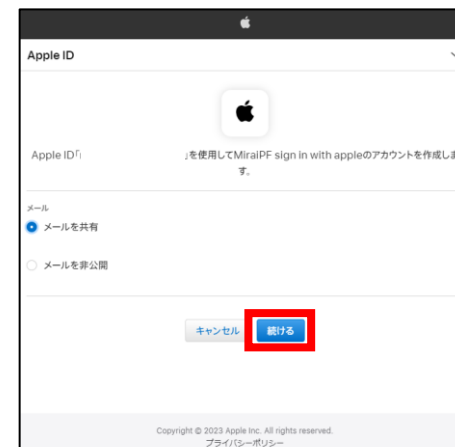 Apple ID
Apple ID「 」を使用してMiraiPF sign in with appleのアカウントを作成しま
す。
メール
メールを共有
メールを非公開
キャンセル 続ける
Copyright © 2023 Apple Inc. All rights reserved.
プライバシーポリシー